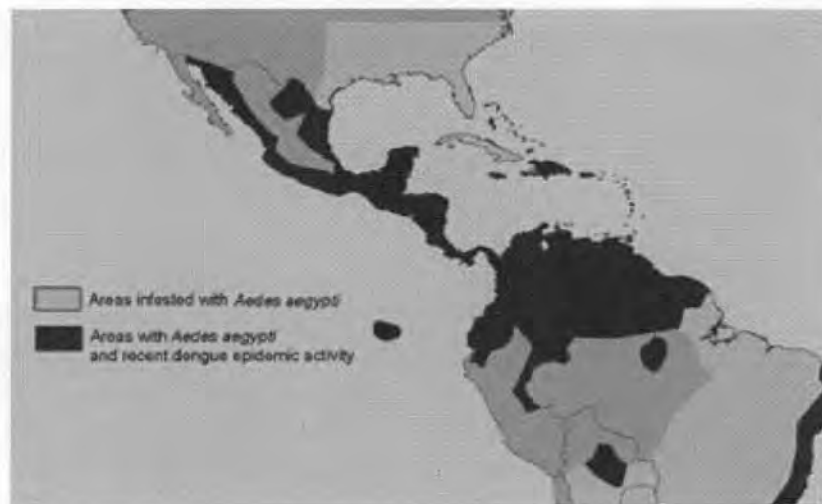 Areas infested with Aedes aegypti
Areas with Aedes aegypti
and recent dengue epidemic activity